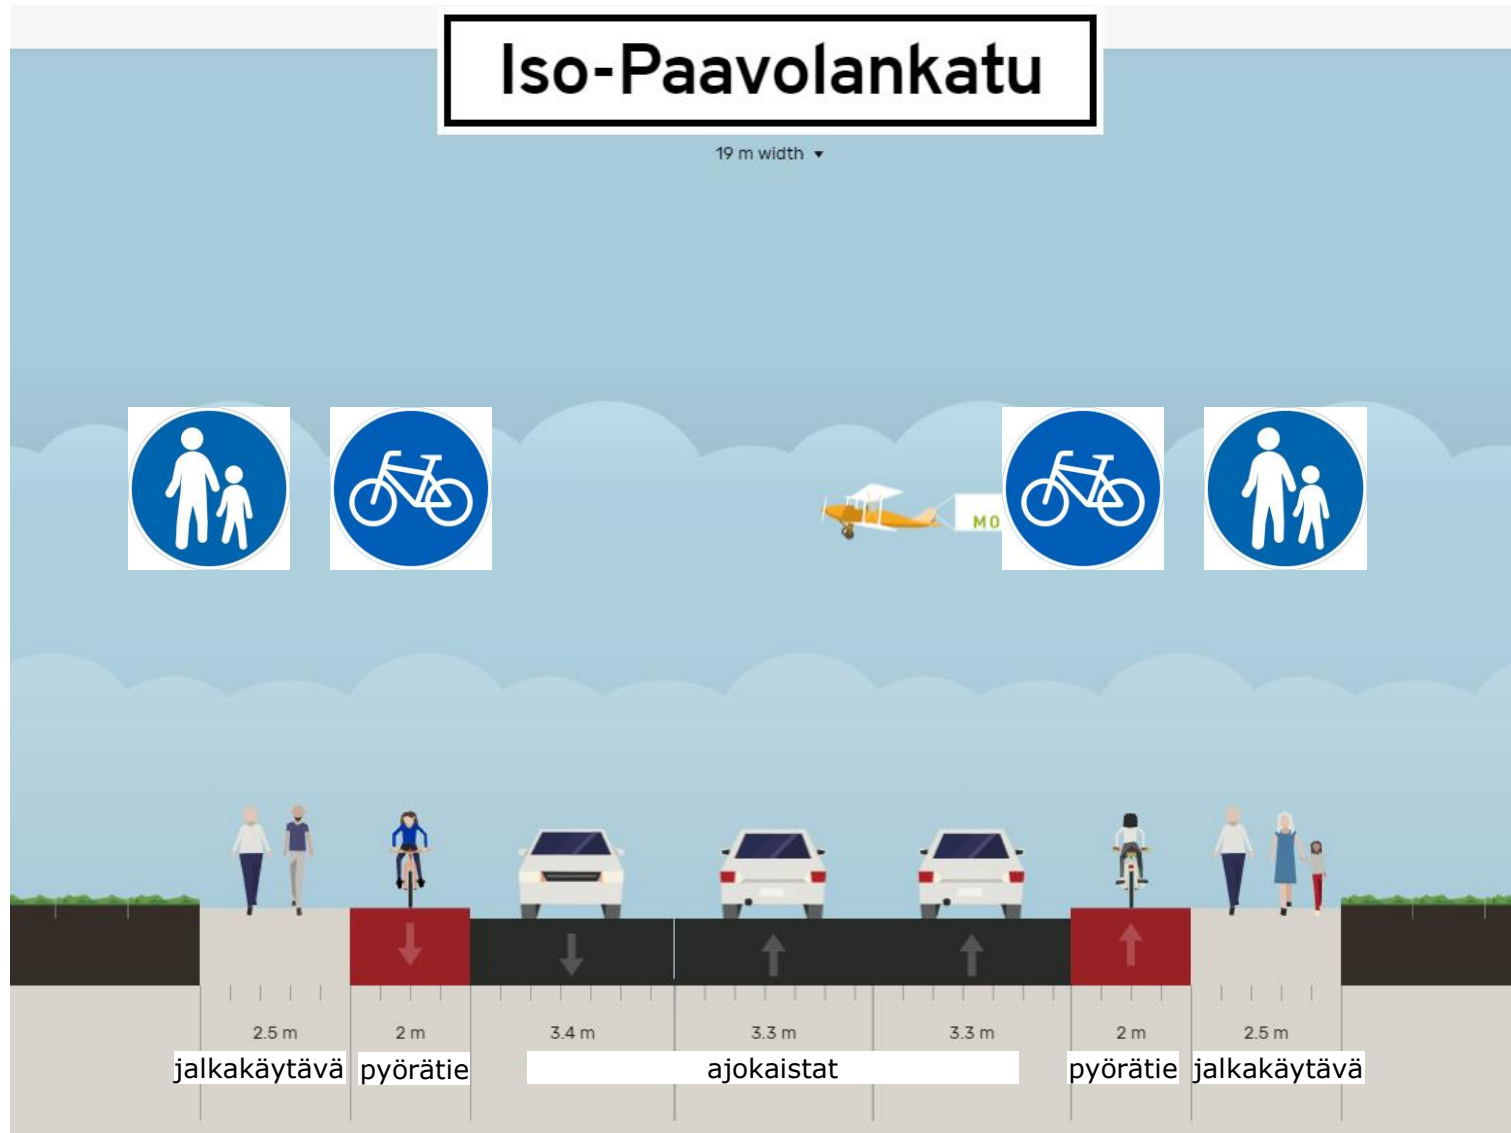 Iso-Paavolankatu
19 m width
MO
2.5 m 2 m 3.4 m 3.3 m 3.3 m 2 m 2.5 m
jalkakäytävä pyörätie ajokaistat pyörätie jalkakäytävä